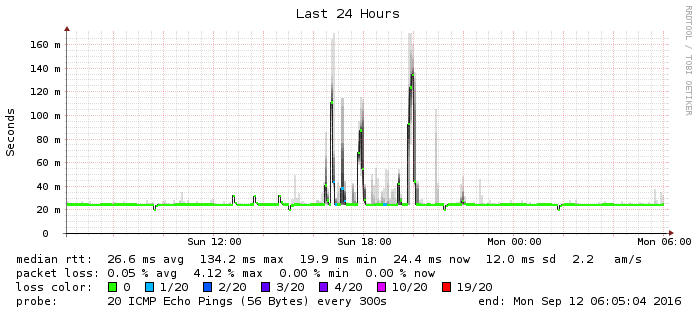 Last 24 Hours
RRDTOOL / TOBI OETIKER
Seconds
160 m
140 m
120 m
100 m
80 m
60 m
40 m
20 m
0
Sun 12:00 Sun 18:00 Mon 00:00 Mon 06:00
median rtt: 26.6 ms avg 134.2 ms max 19.9 ms min 24.4 ms now 12.0 ms sd 2.2 am/s
packet loss: 0.05 % avg 4.12 % max 0.00 % min 0.00 % now
loss color: 0 1/20 2/20 3/20 4/20 10/20 19/20
probe: 20 ICMP Echo Pings (56 Bytes) every 300s end: Mon Sep 12 06:05:04 2016